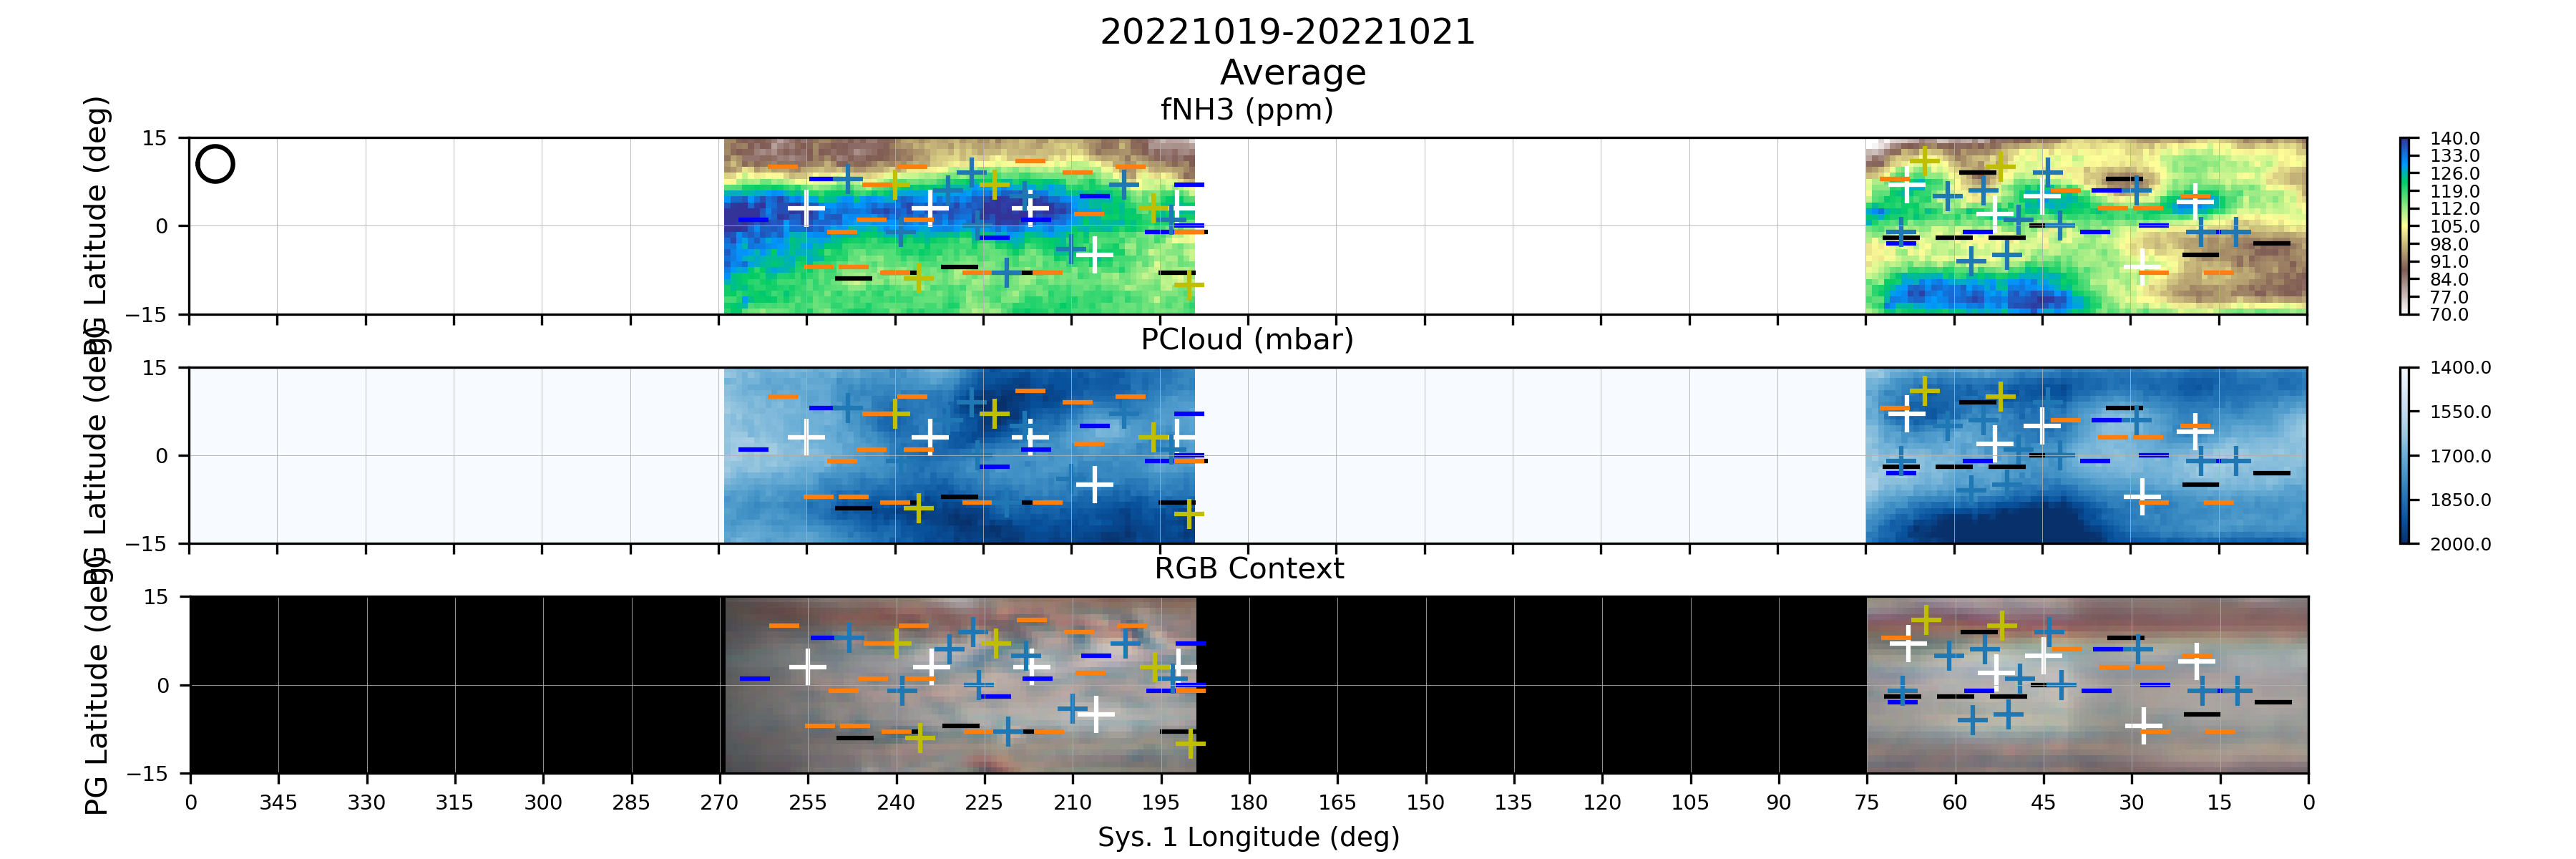 20221019-20221021
Average
fNH3 (ppm)
PG Latitude (deg)
15
0
−15
140.0
133.0
126.0
119.0
112.0
105.0
98.0
91.0
84.0
77.0
70.0
PCloud (mbar)
PG Latitude (deg)
15
0
−15
1400.0
1550.0
1700.0
1850.0
2000.0
RGB Context
PG Latitude (deg)
15
0
−15
0 345 330 315 300 285 270 255 240 225 210 195 180 165 150 135 120 105 90 75 60 45 30 15 0
Sys. 1 Longitude (deg)